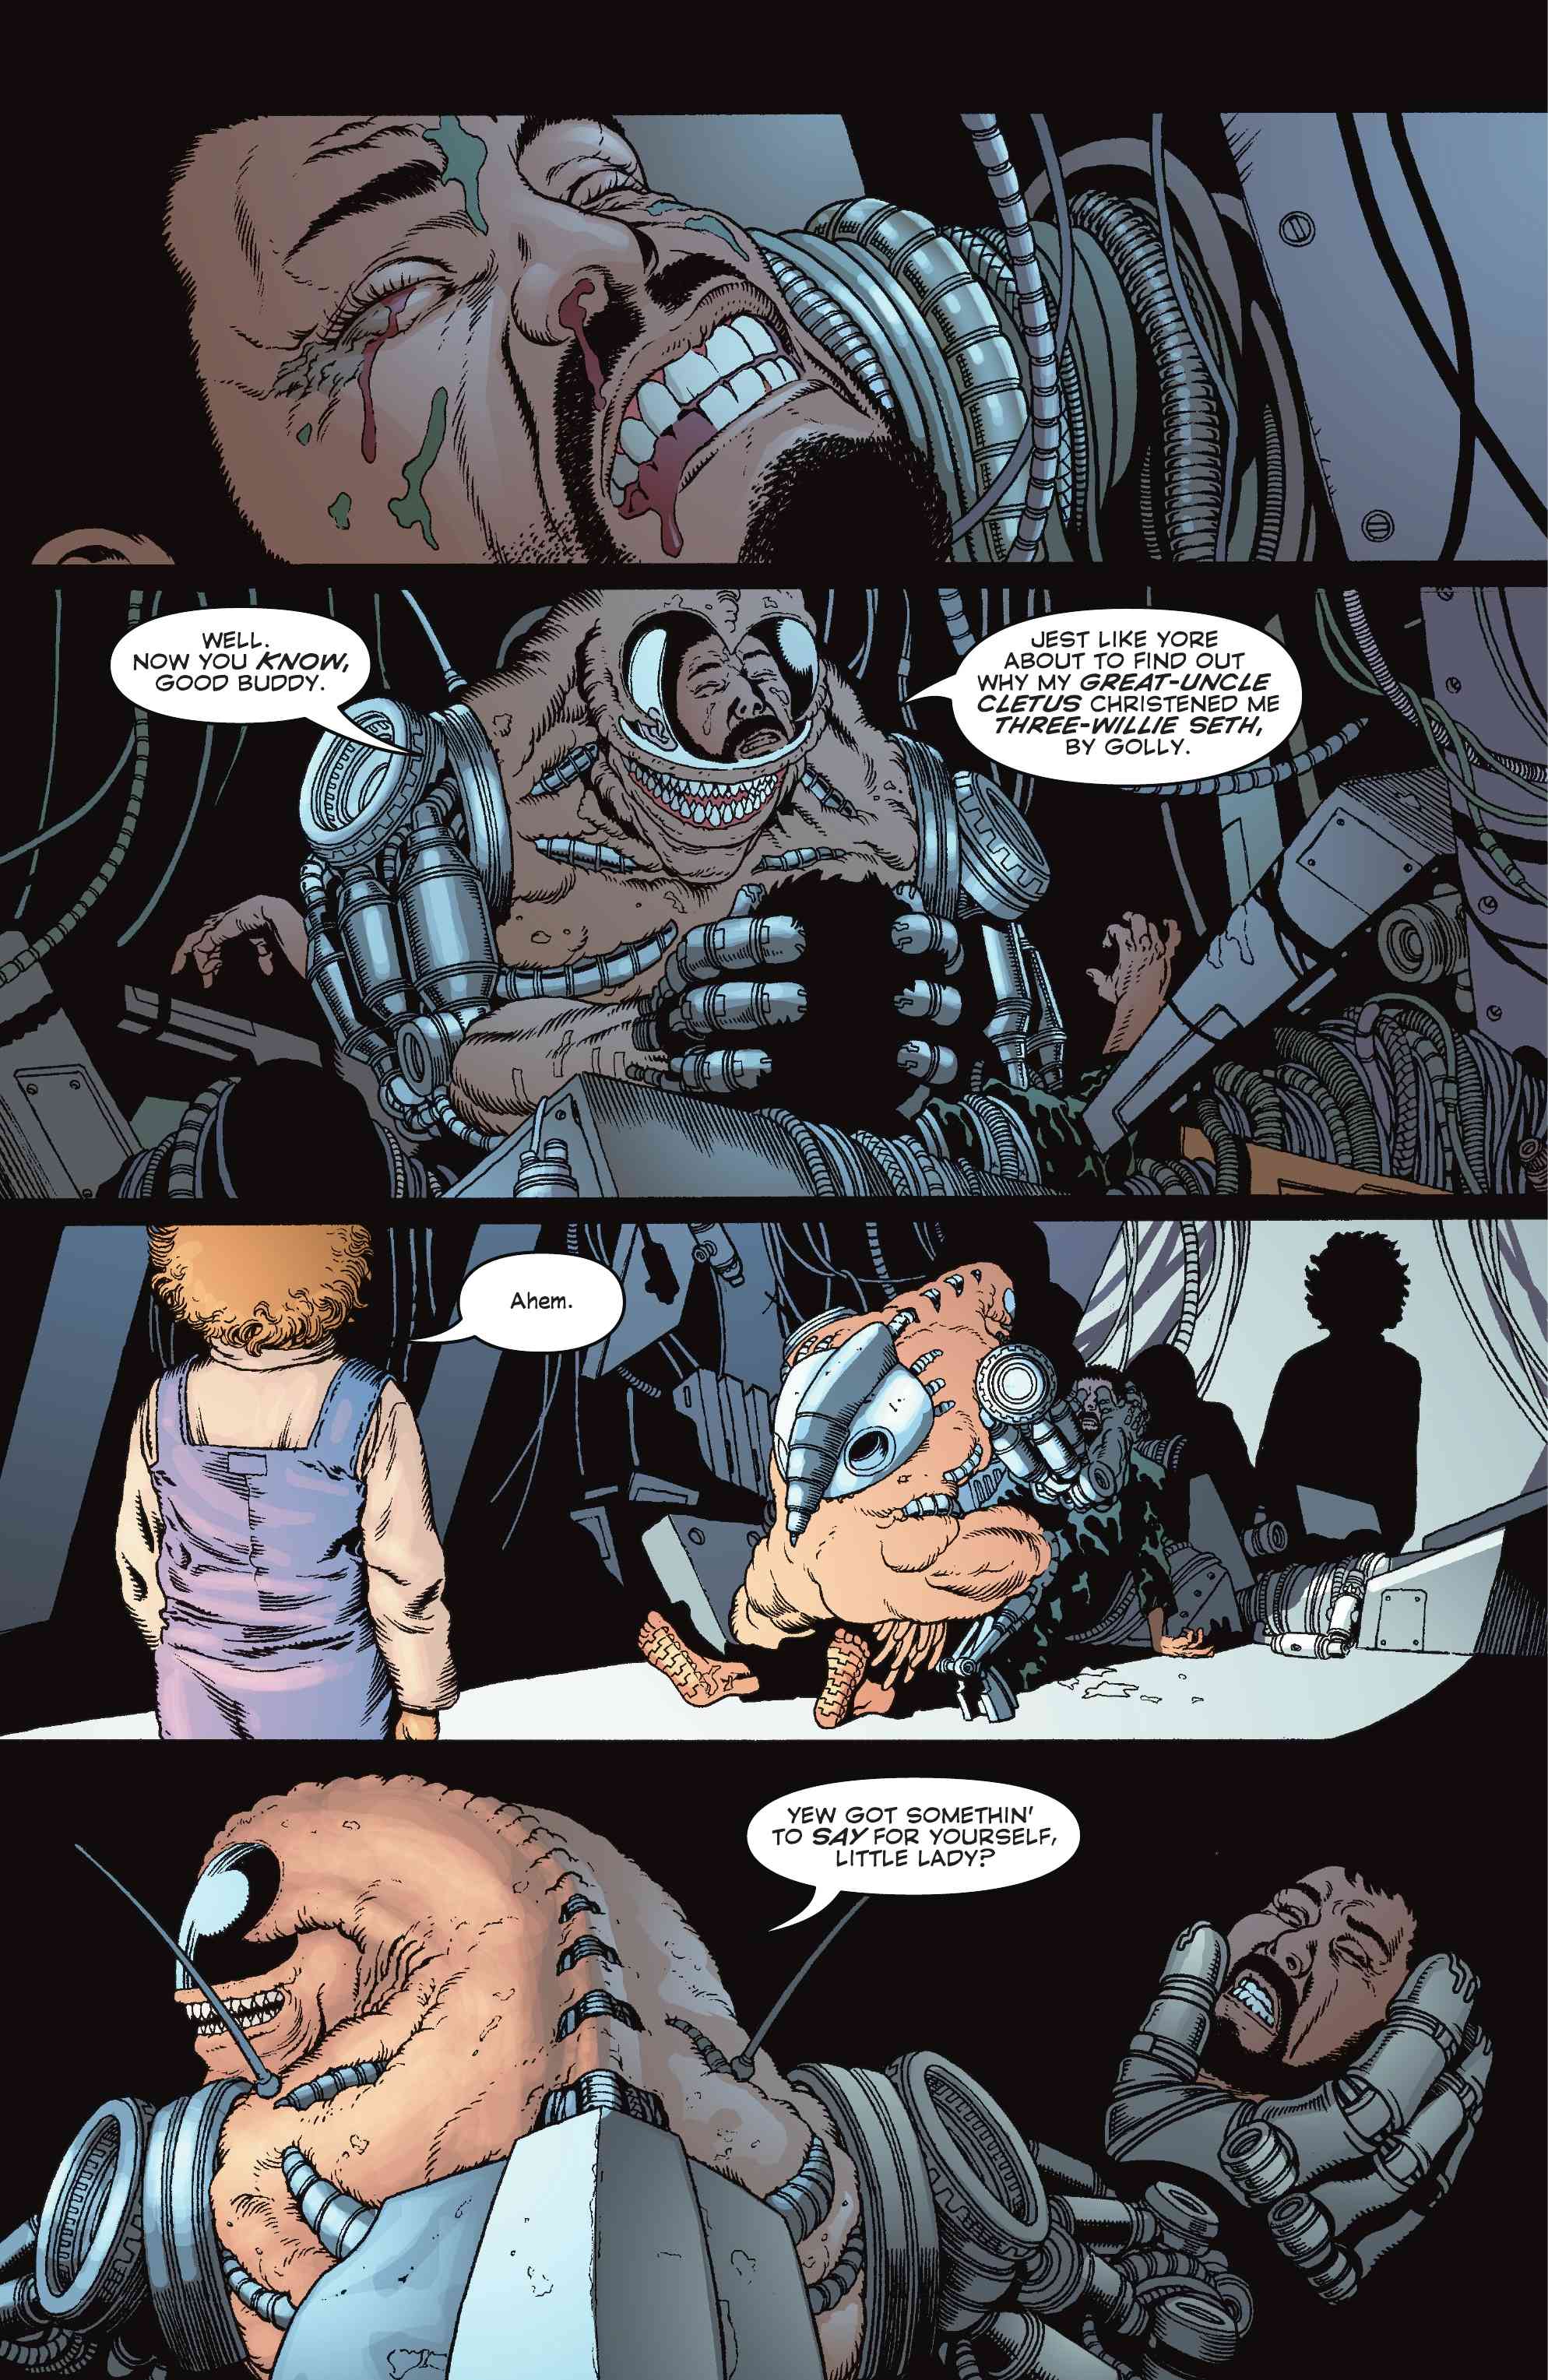 WELL.
NOW YOU KNOW,
GOOD BUDDY.
JEST LIKE YORE
ABOUT TO FIND OUT
WHY MY GREAT-UNCLE
CLETUS CHRISTENED ME
THREE-WILLIE SETH,
BY GOLLY.
Ahem.
YEW GOT SOMETHIN'
TO SAY FOR YOURSELF,
LITTLE LADY?